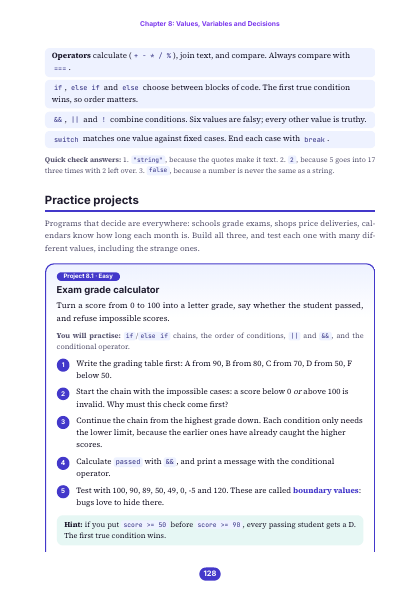 Chapter 8: Values, Variables and Decisions
Operators calculate ( + - * / % ), join text, and compare. Always compare with
=== .
if , else if and else choose between blocks of code. The first true condition
wins, so order matters.
&& , || and ! combine conditions. Six values are falsy; every other value is truthy.
switch matches one value against fixed cases. End each case with break .
Quick check answers: 1. "string" , because the quotes make it text. 2. 2 , because 5 goes into 17
three times with 2 left over. 3. false , because a number is never the same as a string.
Practice projects
Programs that decide are everywhere: schools grade exams, shops price deliveries, cal-
endars know how long each month is. Build all three, and test each one with many dif-
ferent values, including the strange ones.
Project 8.1 · Easy
Exam grade calculator
Turn a score from 0 to 100 into a letter grade, say whether the student passed,
and refuse impossible scores.
You will practise: if / else if chains, the order of conditions, || and && , and the
conditional operator.
1 Write the grading table first: A from 90, B from 80, C from 70, D from 50, F
below 50.
2 Start the chain with the impossible cases: a score below 0 or above 100 is
invalid. Why must this check come first?
3 Continue the chain from the highest grade down. Each condition only needs
the lower limit, because the earlier ones have already caught the higher
scores.
4 Calculate passed with && , and print a message with the conditional
operator.
5 Test with 100, 90, 89, 50, 49, 0, -5 and 120. These are called boundary values:
bugs love to hide there.
Hint: if you put score >= 50 before score >= 90 , every passing student gets a D.
The first true condition wins.
128